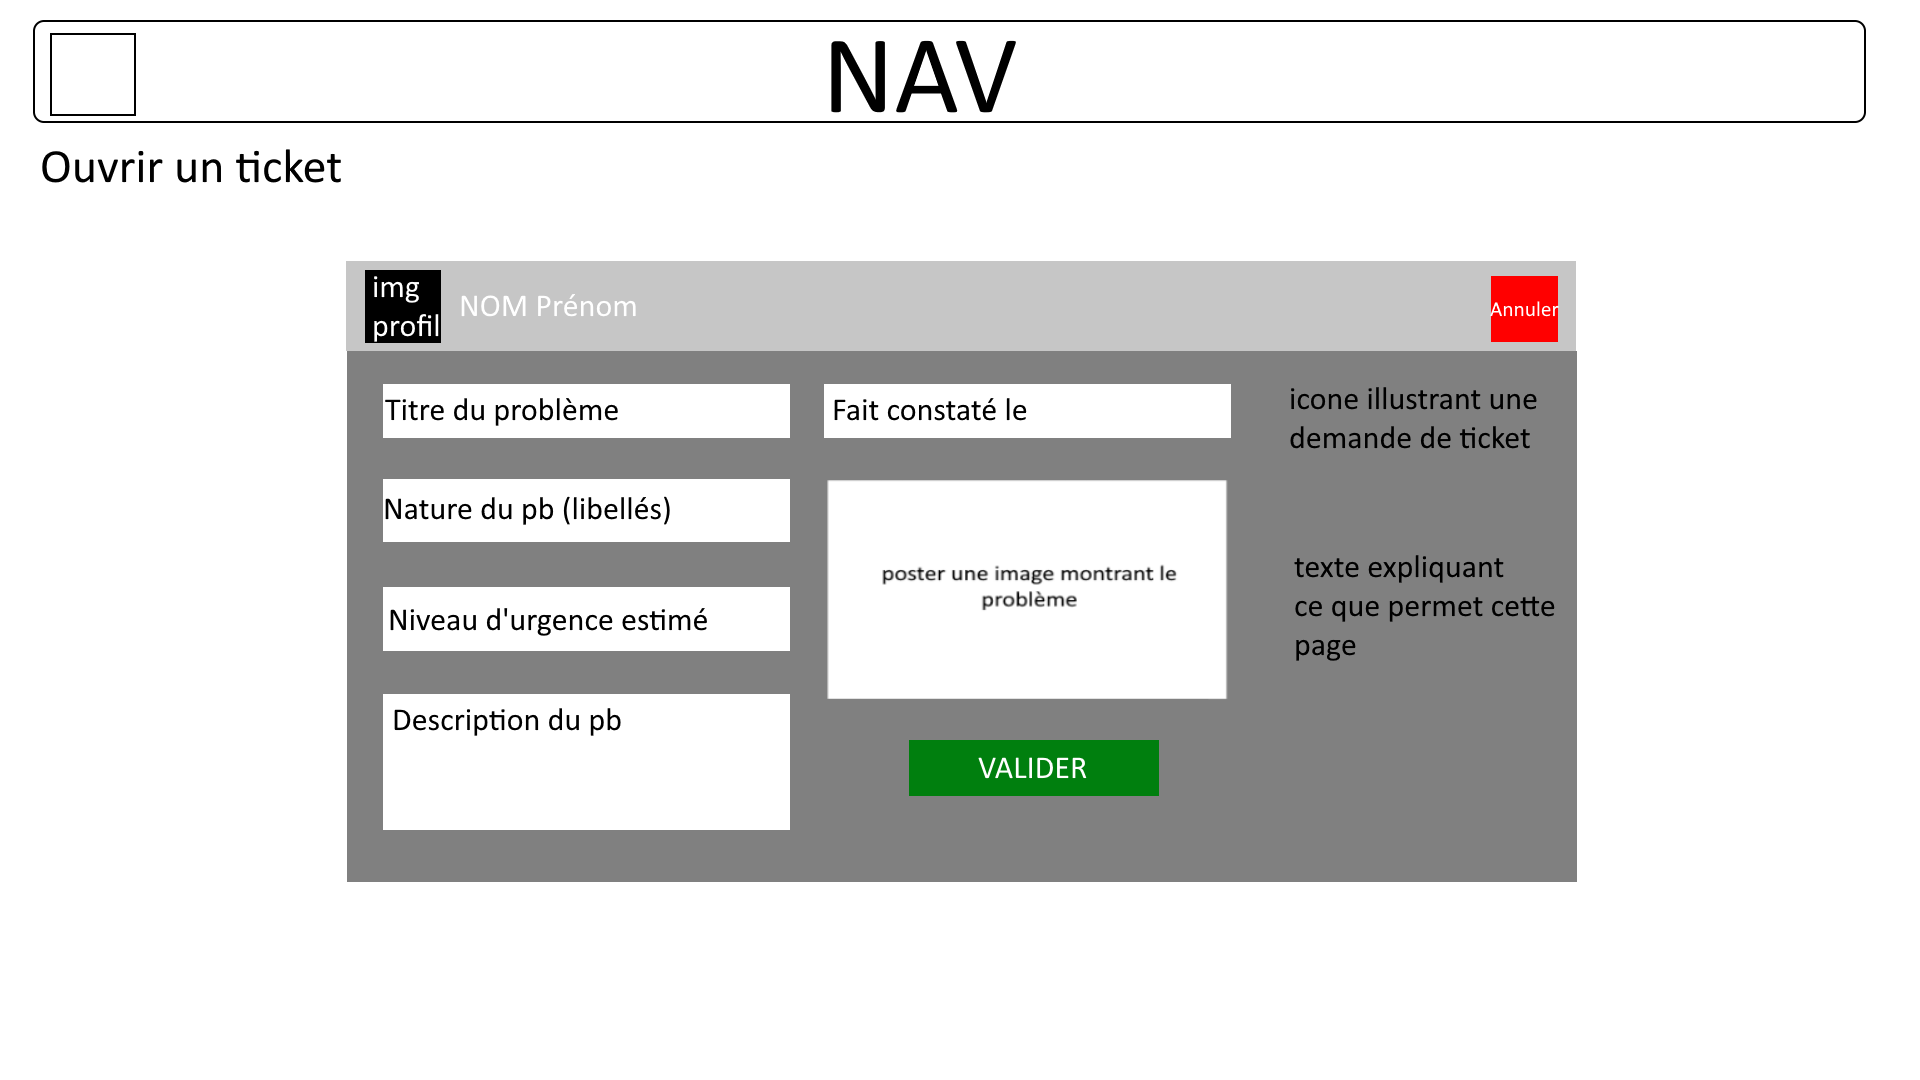 NAV
Ouvrir un ticket
img
profil
NOM Prénom
Annuler
Titre du problème
Nature du pb (libellés)
Niveau d'urgence estimé
Description du pb
Fait constaté le
poster une image montrant le
problème
VALIDER
icone illustrant une
demande de ticket
texte expliquant
ce que permet cette
page